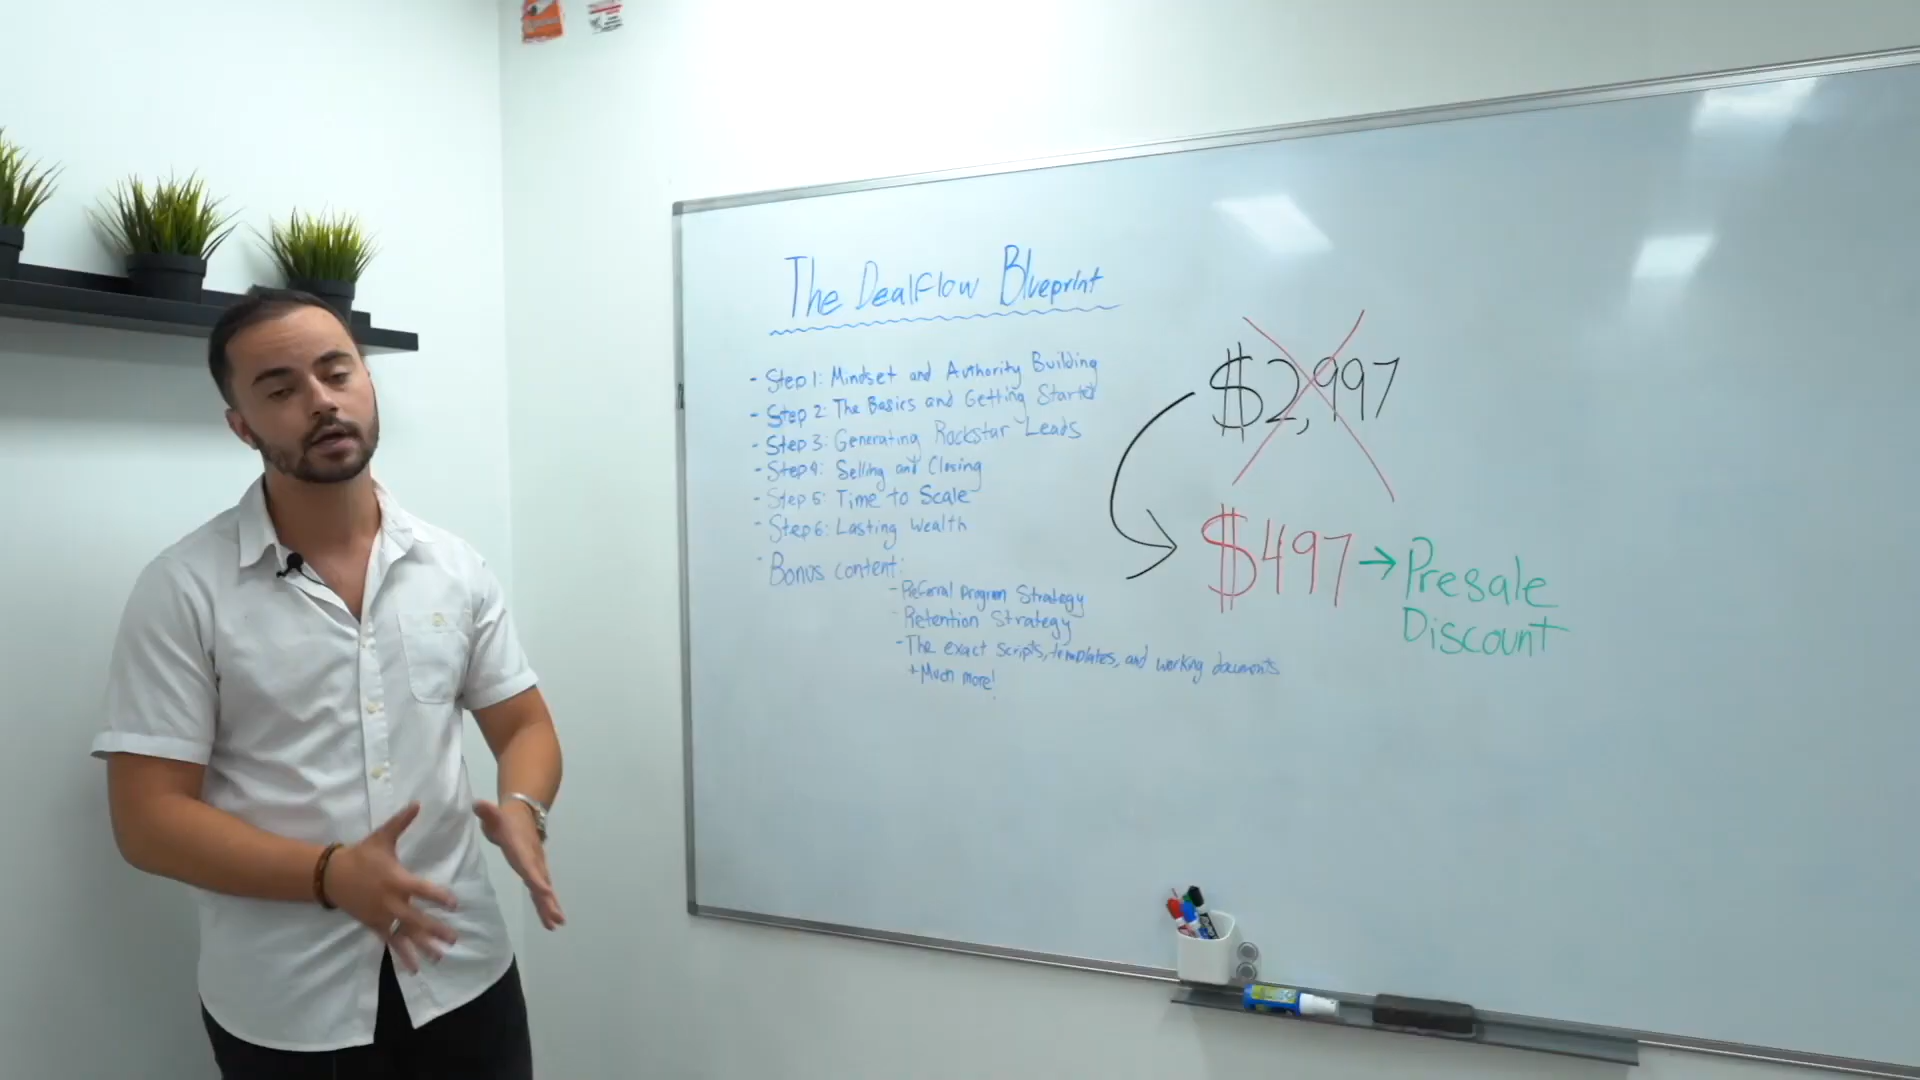 The DealFlow Blueprint
- Step 1: Mindset and Authority Building
- Step 2: The Basics and Getting Started
- Step 3: Generating Rockstar Leads
- Step 4: Selling and Closing
- Step 5: Time to Scale
- Step 6: Lasting Wealth
- Bonus content:
- Referral program Strategy
- Retention Strategy
- The exact scripts, templates, and working documents
+ Much more!
$2,997
$497 → Presale
Discount